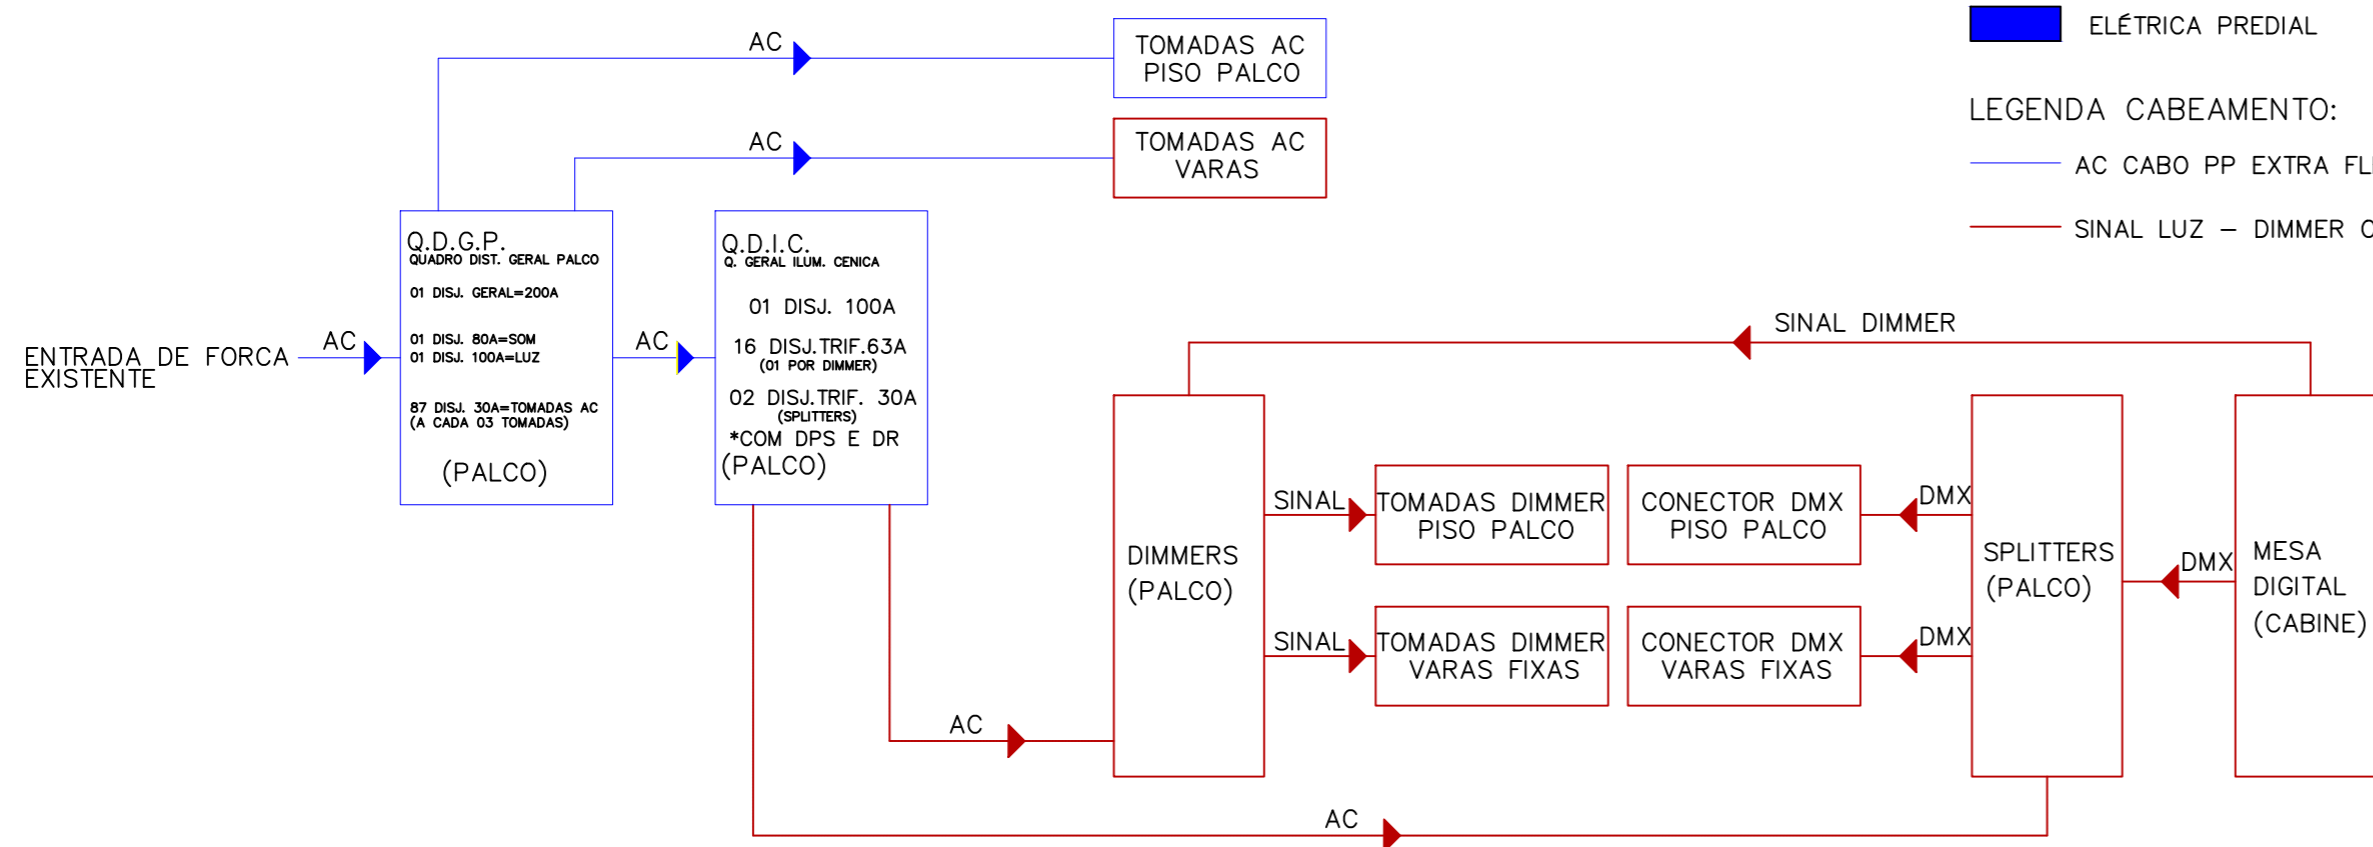 AC
TOMADAS AC
PISO PALCO
AC
TOMADAS AC
VARAS
ELÉTRICA PREDIAL
LEGENDA CABEAMENTO:
AC CABO PP EXTRA
SINAL LUZ – DIMMER
ENTRADA DE FORCA
EXISTENTE
AC
Q.D.G.P.
QUADRO DIST. GERAL PALCO
01 DISJ. GERAL=200A
01 DISJ. 80A=SOM
01 DISJ. 100A=LUZ
87 DISJ. 30A=TOMADAS AC
(A CADA 03 TOMADAS)
(PALCO)
AC
Q.D.I.C.
Q. GERAL ILUM. CENICA
01 DISJ. 100A
16 DISJ.TRIF.63A
(01 POR DIMMER)
02 DISJ.TRIF. 30A
(SPLITTERS)
*COM DPS E DR
(PALCO)
SINAL DIMMER
DIMMERS
(PALCO)
SINAL
TOMADAS DIMMER
PISO PALCO
CONECTOR DMX
PISO PALCO
DMX
SINAL
TOMADAS DIMMER
VARAS FIXAS
CONECTOR DMX
VARAS FIXAS
DMX
SPLITTERS
(PALCO)
DMX
MESA
DIGITAL
(CABINE)
AC
AC